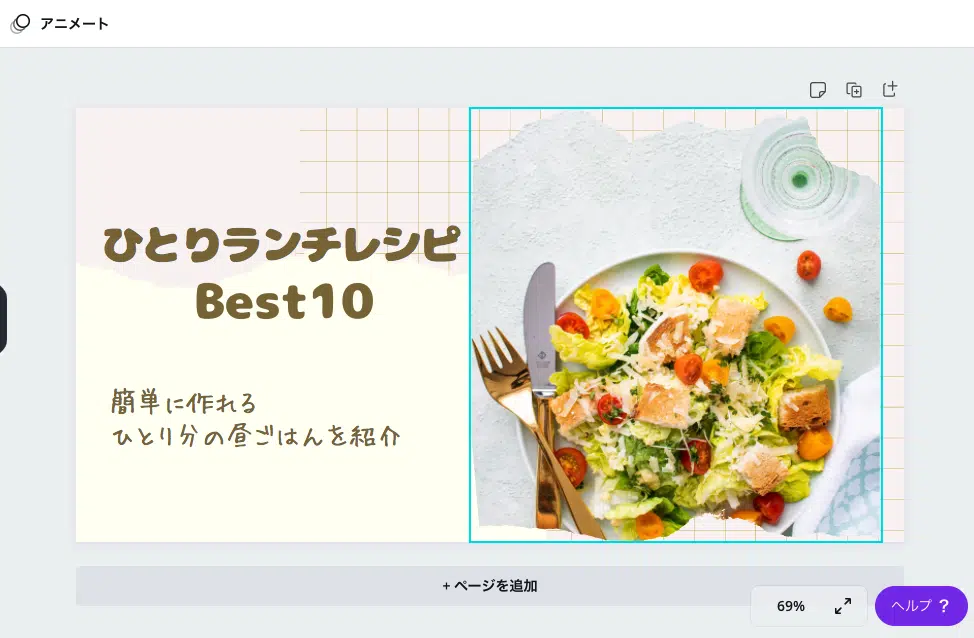 アニメート
ひとりランチレシピ
Best10
簡単に作れる
ひとり分の昼ごはんを紹介
+ ページを追加
69%
ヘルプ ?